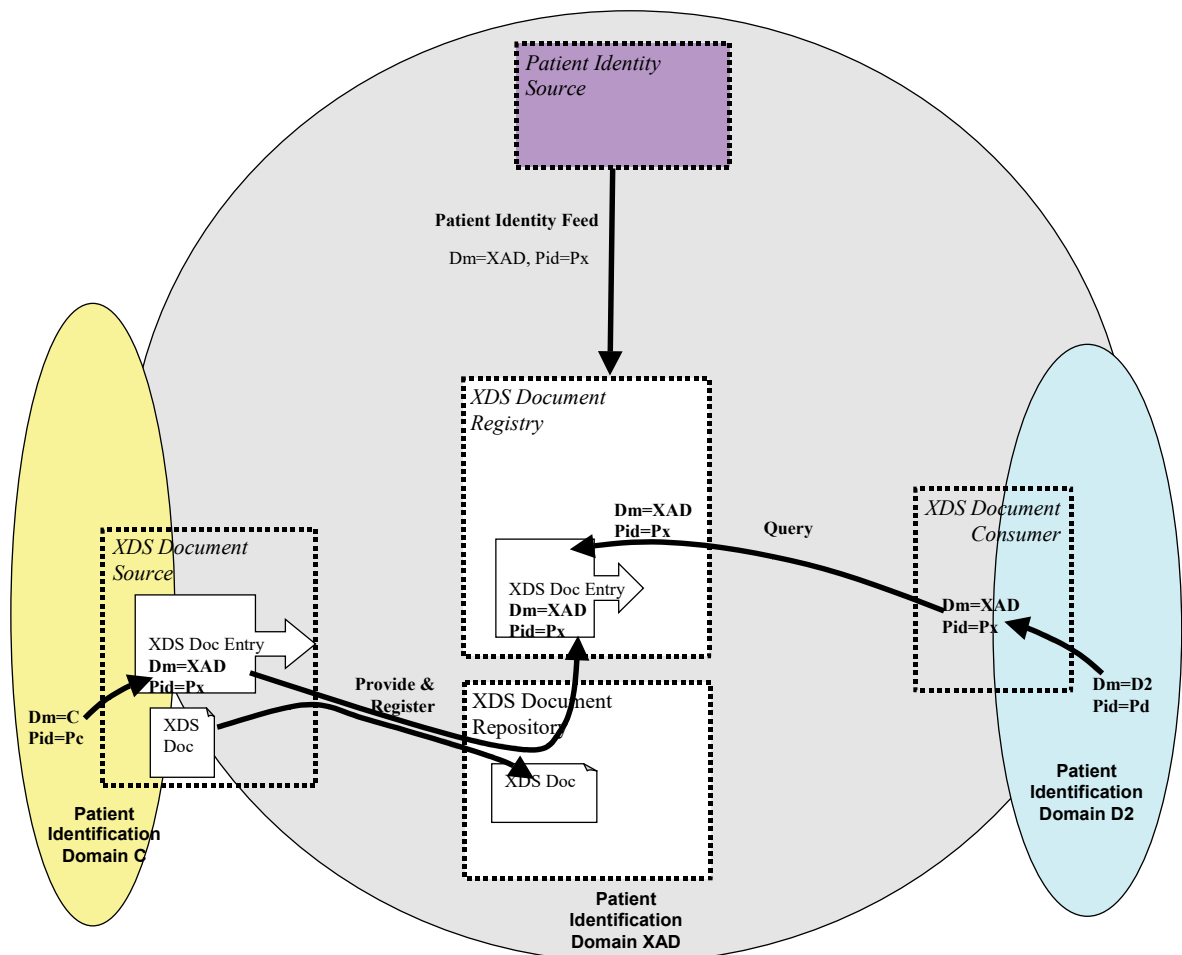 Patient Identity
Source
Patient Identity Feed
Dm=XAD, Pid=Px
XDS Document
Registry
Dm=XAD
Pid=Px
XDS Doc Entry
Dm=XAD
Pid=Px
Query
XDS Document
Consumer
Dm=XAD
Pid=Px
Dm=D2
Pid=Pd
Patient
Identification
Domain D2
XDS Document
Source
XDS Doc Entry
Dm=XAD
Pid=Px
Dm=C
Pid=Pc
XDS
Doc
Patient
Identification
Domain C
Provide &
Register
XDS Document
Repository
XDS Doc
Patient
Identification
Domain XAD